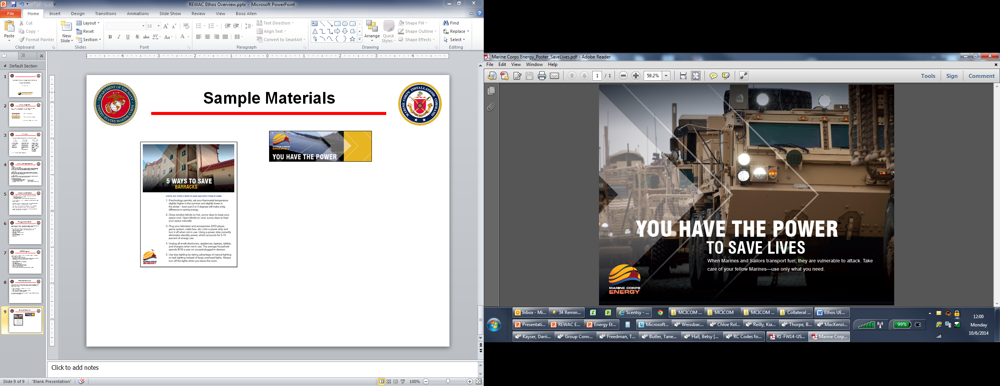 REWAC Ethos Overview.pptx - Microsoft PowerPoint
File Home Insert Design Transitions Animations Slide Show Review View Booz Allen
Paste
Cut
Copy
Format Painter
Clipboard
New
Slide
Layout
Reset
Section
Slides
18
Font
Text Direction
Align Text
Convert to SmartArt
Paragraph
Arrange
Quick
Styles
Shape Fill
Shape Outline
Shape Effects
Drawing
Find
Replace
Select
Editing
Default Section
1
2
3
4
5
6
7
8
9
DEPARTMENT OF THE NAVY
UNITED STATES MARINE CORPS
Sample Materials
MARINE CORPS INSTALLATIONS COMMAND
5 WAYS TO SAVE
BARRACKS
CHECK OUT THESE 5 WAYS TO SAVE AND APPLY THEM AT HOME.
1. If technology permits, set your thermostat temperature
slightly higher in the summer and slightly lower in
the winter – even just 2 or 3 degrees will make a big
difference in saving energy.
2. Close window blinds on hot, sunny days to keep your
space cool. Open blinds on cool, sunny days to heat
your space naturally.
3. Plug your television and accessories (DVD player,
game system, cable box, etc.) into a power strip and
turn it off when not in use. Using a power strip correctly
eliminates standby power, which accounts for 5-10
percent of energy use.
4. Unplug all small electronics, appliances, laptops, tablets,
and chargers when not in use. The average household
spends $100 a year on unused plugged-in devices.
5. Use less lighting by taking advantage of natural lighting
or task lighting instead of large overhead lights. Always
turn off the lights when you leave the room.
MARINE CORPS
ENERGY
MARINE CORPS
ENERGY
YOU HAVE THE POWER
Click to add notes
Slide 9 of 9 "Blank Presentation" 100%
Marine Corps Energy_Poster_SaveLives.pdf - Adobe Reader
File Edit View Window Help
1 / 1 59.2% Tools Sign Comment
YOU HAVE THE POWER
TO SAVE LIVES
When Marines and Sailors transport fuel, they are vulnerable to attack. Take
care of your fellow Marines—use only what you need.
MARINE CORPS
ENERGY
Inbox - Mi... 34 Remin... Scentsy - ... MCICOM ... MCICOM MCICOM ... Collateral ... Ethos UE...
Presentati... REWAC E... Energy Et... Microsoft... Weissbac... Chloe Rol... Reilly, Kia... Thorpe, B... MacKenzi...
Kayser, Darri... Group Conv... Freedman, T... Butler, Tane... Hall, Betsy [... RC Codes fo... R1-FW14-US... Marine Corp...
99%
12:00
Monday
10/6/2014